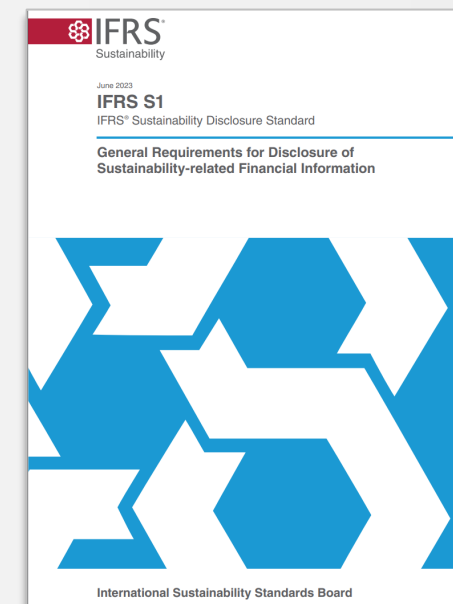 IFRS®
Sustainability
June 2023
IFRS S1
IFRS® Sustainability Disclosure Standard
General Requirements for Disclosure of
Sustainability-related Financial Information
International Sustainability Standards Board